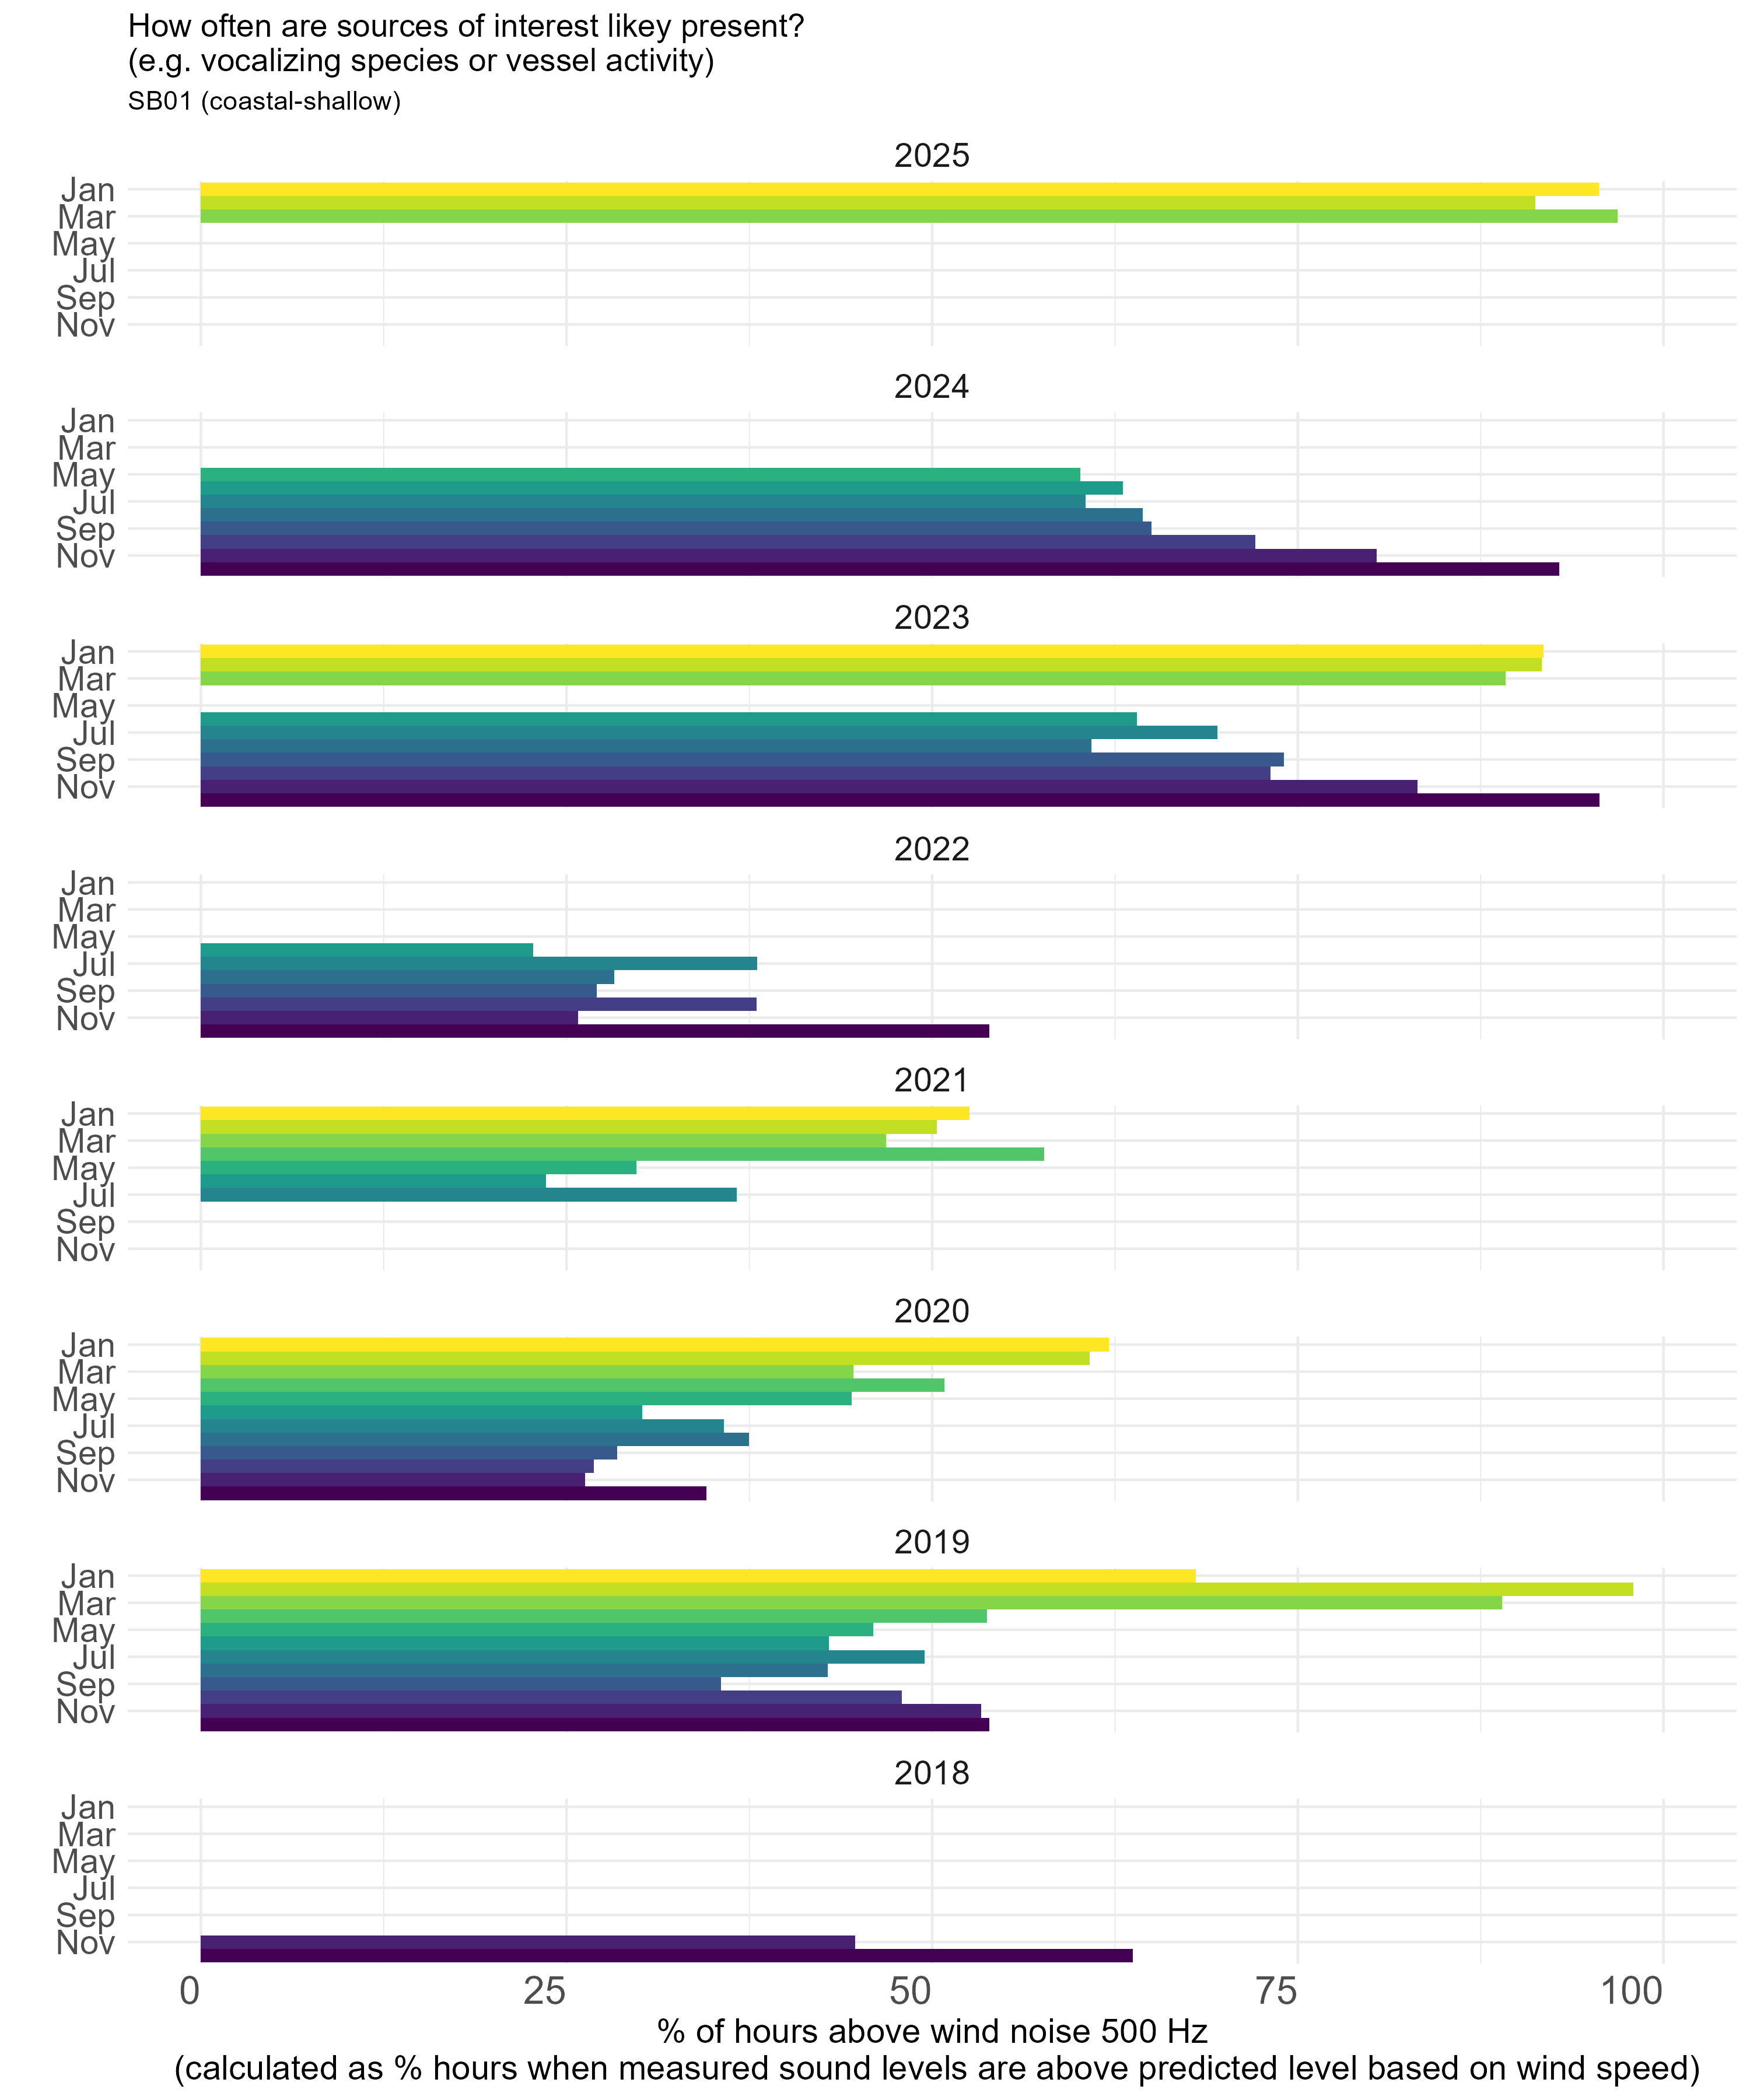 How often are sources of interest likey present?
(e.g. vocalizing species or vessel activity)
SB01 (coastal-shallow)
2025
Jan
Mar
May
Jul
Sep
Nov
2024
Jan
Mar
May
Jul
Sep
Nov
2023
Jan
Mar
May
Jul
Sep
Nov
2022
Jan
Mar
May
Jul
Sep
Nov
2021
Jan
Mar
May
Jul
Sep
Nov
2020
Jan
Mar
May
Jul
Sep
Nov
2019
Jan
Mar
May
Jul
Sep
Nov
2018
Jan
Mar
May
Jul
Sep
Nov
0 25 50 75 100
% of hours above wind noise 500 Hz
(calculated as % hours when measured sound levels are above predicted level based on wind speed)